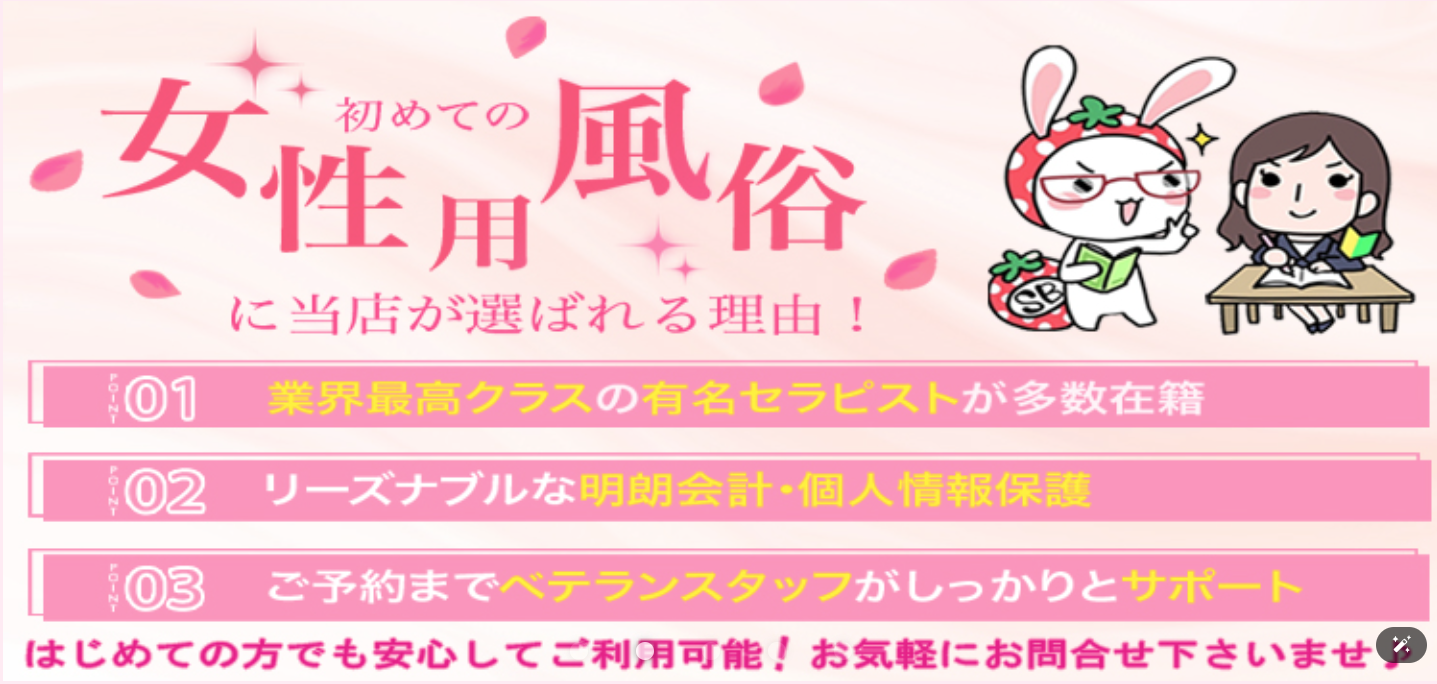 初めての
女性用風俗
に当店が選ばれる理由！
SB
POINT 01 業界最高クラスの有名セラピストが多数在籍
POINT 02 リーズナブルな明朗会計・個人情報保護
POINT 03 ご予約までベテランスタッフがしっかりとサポート
はじめての方でも安心してご利用可能！お気軽にお問合せ下さいませ